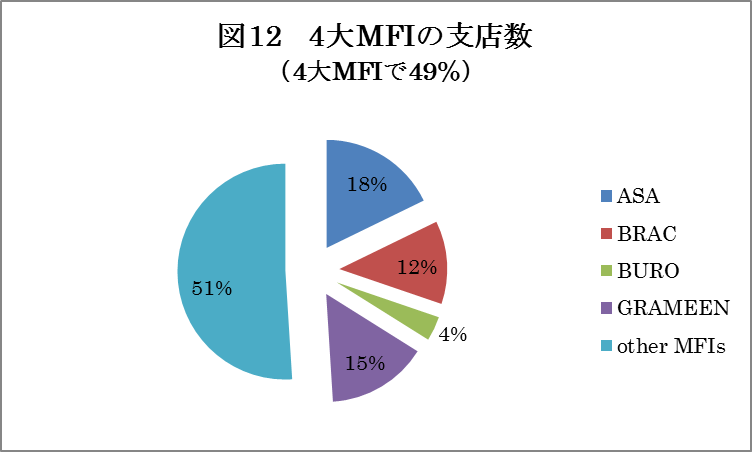 図12　4大MFIの支店数
（4大MFIで49%）
18%
12%
4%
15%
51%
ASA
BRAC
BURO
GRAMEEN
other MFIs